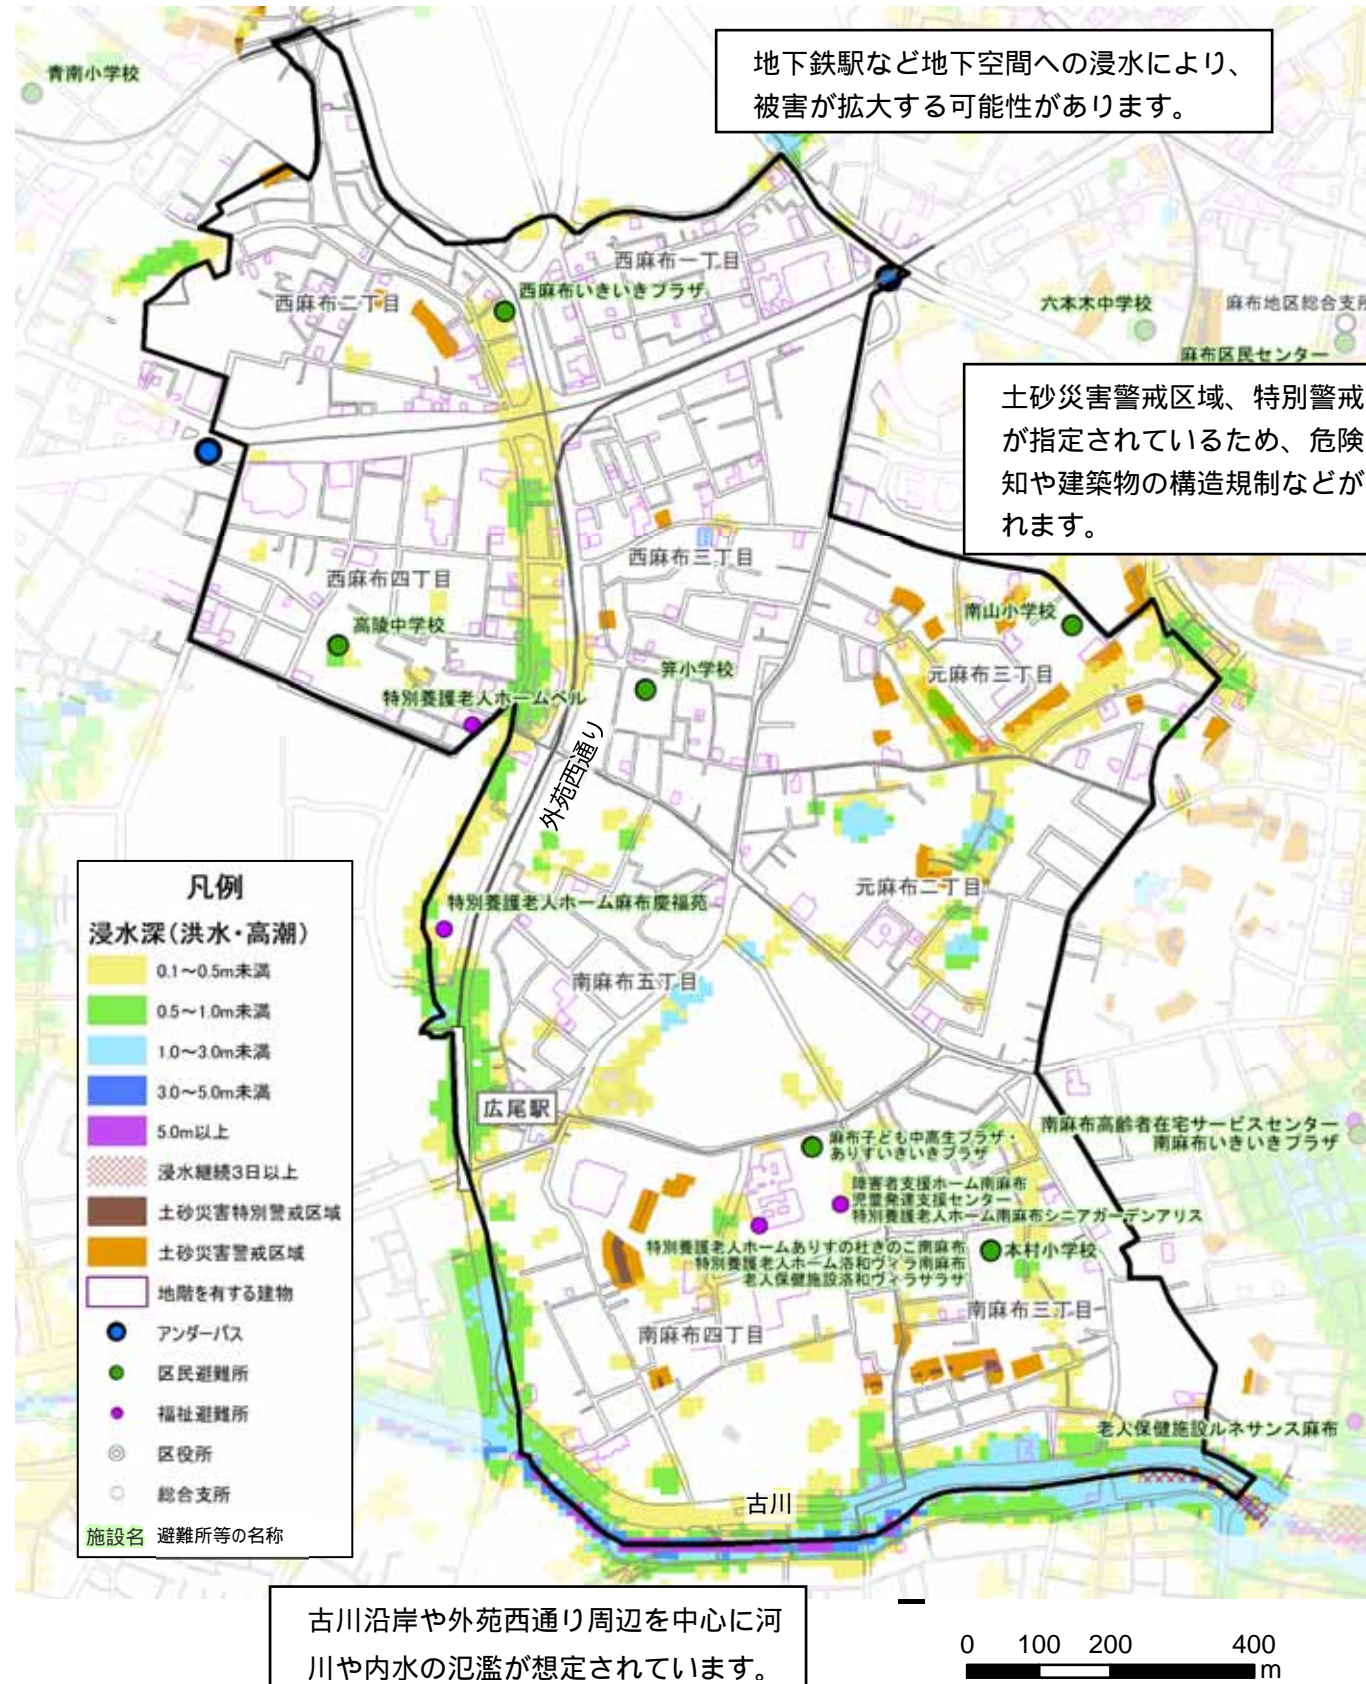 地下鉄駅など地下空間への浸水により、
被害が拡大する可能性があります。
青南小学校
西麻布一丁目
西麻布いきいきプラザ
西麻布二丁目
六本木中学校
麻布地区総合支所
麻布区民センター
土砂災害警戒区域、特別警戒
が指定されているため、危険
知や建築物の構造規制などが
れます。
西麻布三丁目
西麻布四丁目
高陵中学校
南山小学校
笄小学校
元麻布三丁目
特別養護老人ホームベル
外苑西通り
元麻布二丁目
特別養護老人ホーム麻布慶福苑
南麻布五丁目
広尾駅
南麻布高齢者在宅サービスセンター
南麻布いきいきプラザ
麻布子ども中高生プラザ・
ありすいきいきプラザ
障害者支援ホーム南麻布
児童発達支援センター
特別養護老人ホーム南麻布シニアガーデンアリス
特別養護老人ホームありすの杜きのこ南麻布
特別養護老人ホーム洛和ヴィラ南麻布
老人保健施設洛和ヴィラサラサ
本村小学校
南麻布三丁目
南麻布四丁目
老人保健施設ルネサンス麻布
古川
凡例
浸水深(洪水・高潮)
0.1～0.5m未満
0.5～1.0m未満
1.0～3.0m未満
3.0～5.0m未満
5.0m以上
浸水継続3日以上
土砂災害特別警戒区域
土砂災害警戒区域
地階を有する建物
アンダーパス
区民避難所
福祉避難所
区役所
総合支所
施設名 避難所等の名称
古川沿岸や外苑西通り周辺を中心に河
川や内水の氾濫が想定されています。
0 100 200 400
m